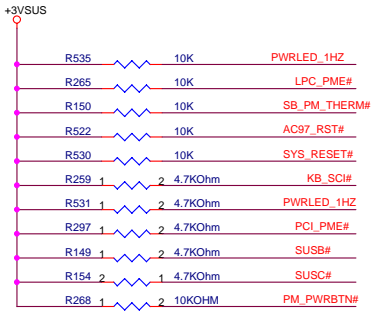 +3VSUS
R535 10K PWRLED_1HZ
R265 10K LPC_PME#
R150 10K SB_PM_THERM#
R522 10K AC97_RST#
R530 10K SYS_RESET#
R259 1 2 4.7KOhm KB_SCI#
R531 1 2 4.7KOhm PWRLED_1HZ
R297 1 2 4.7KOhm PCI_PME#
R149 1 2 4.7KOhm SUSB#
R154 2 1 4.7KOhm SUSC#
R268 1 2 10KOHM PM_PWRBTN#